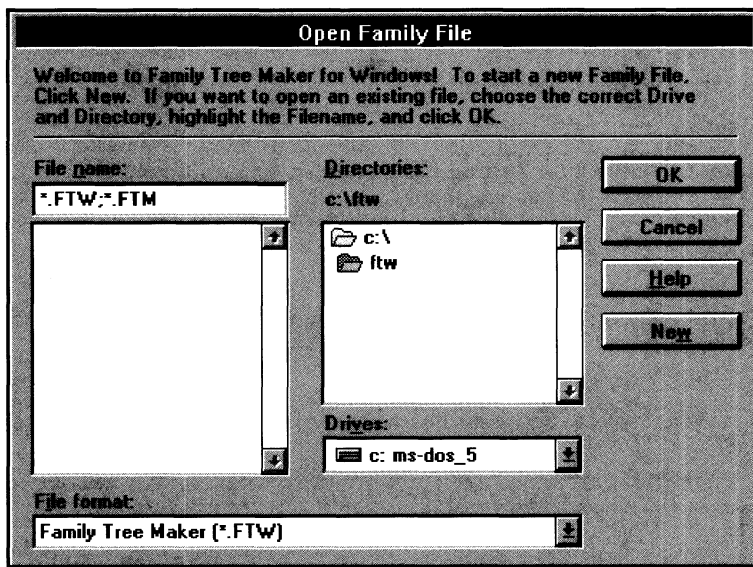 Open Family File
Welcome to Family Tree Maker for Windows! To start a new Family File,
Click New. If you want to open an existing file, choose the correct Drive
and Directory, highlight the Filename, and click OK.
File name:
*.FTW;*.FTM
Directories:
c:\ftw
c:\
ftw
Drives:
c: ms-dos_5
File format:
Family Tree Maker (*.FTW)
OK
Cancel
Help
New